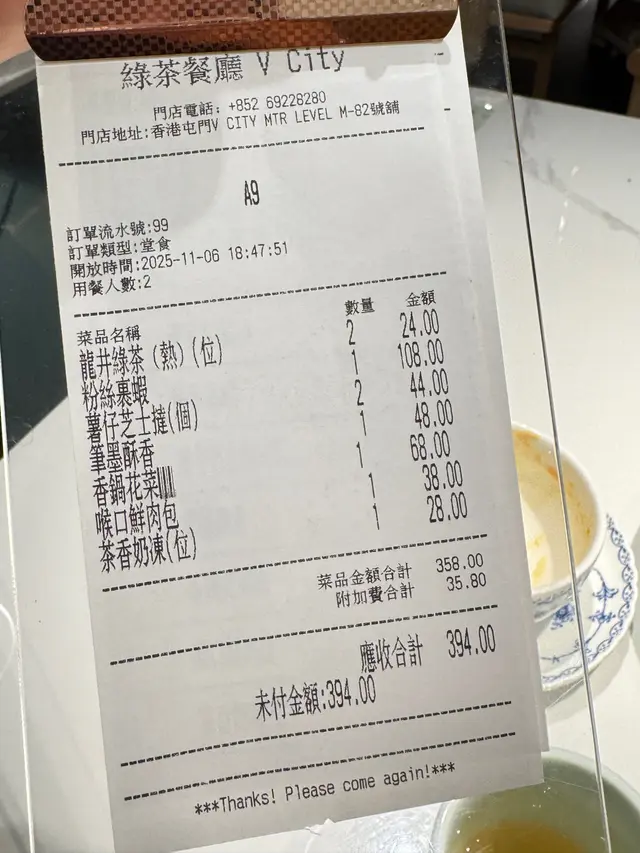 綠茶餐廳 V City
門店電話: +852 69228280
門店地址:香港屯門V CITY MTR LEVEL M-82號舖
A9
訂單流水號:99
訂單類型:堂食
開放時間:2025-11-06 18:47:51
用餐人數:2
菜品名稱 數量 金額
龍井綠茶(熱)(位) 2 24.00
粉絲裹蝦 1 108.00
薯仔芝士撻(個) 2 44.00
筆墨酥香 1 48.00
香鍋花菜 1 68.00
喉口鮮肉包 1 38.00
茶香奶凍(位) 1 28.00
菜品金額合計 358.00
附加費合計 35.80
應收合計 394.00
未付金額:394.00
***Thanks! Please come again!***